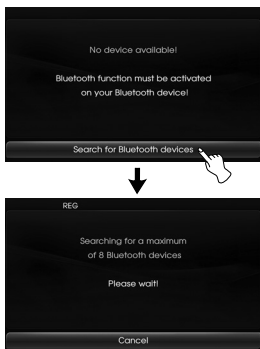 No device available!
Bluetooth function must be activated
on your Bluetooth device!
Search for Bluetooth devices
REG
Searching for a maximum
of 8 Bluetooth devices
Please wait!
Cancel